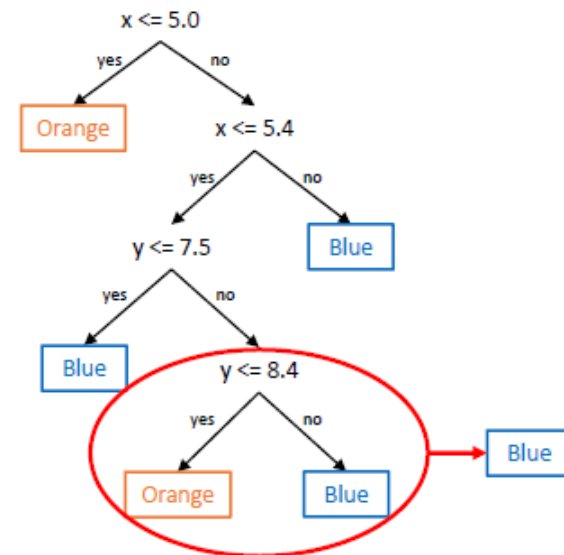 x <= 5.0
yes
no
Orange
x <= 5.4
yes
no
y <= 7.5
Blue
yes
no
Blue
y <= 8.4
yes
no
Blue
Orange
Blue